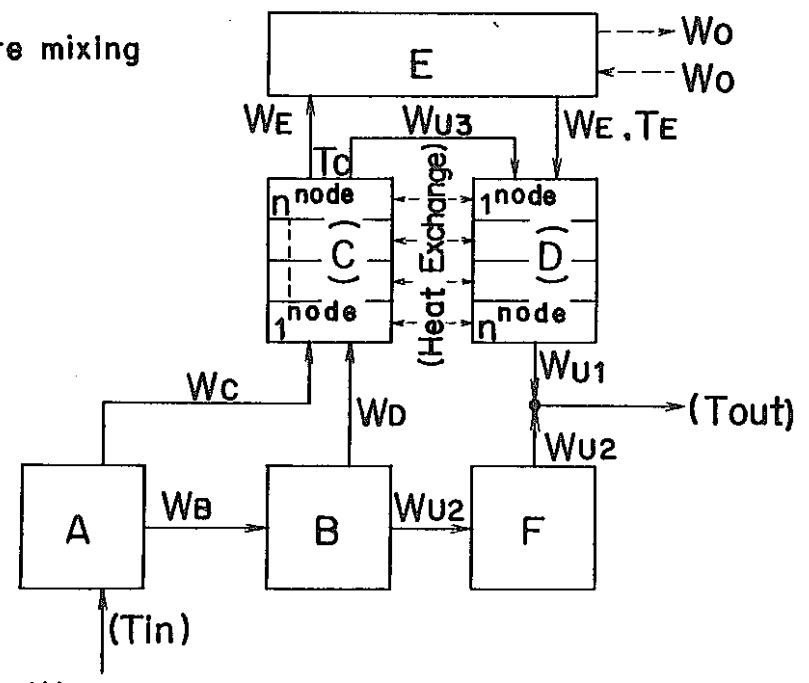 re mixing
E
Wo
Wo
WE
WU3
WE, TE
Tc
n node
1 node
(C)
(Heat Exchange)
(D)
1 node
n node
WC
WD
WU1
(Tout)
WU2
A
WB
B
WU2
F
(Tin)